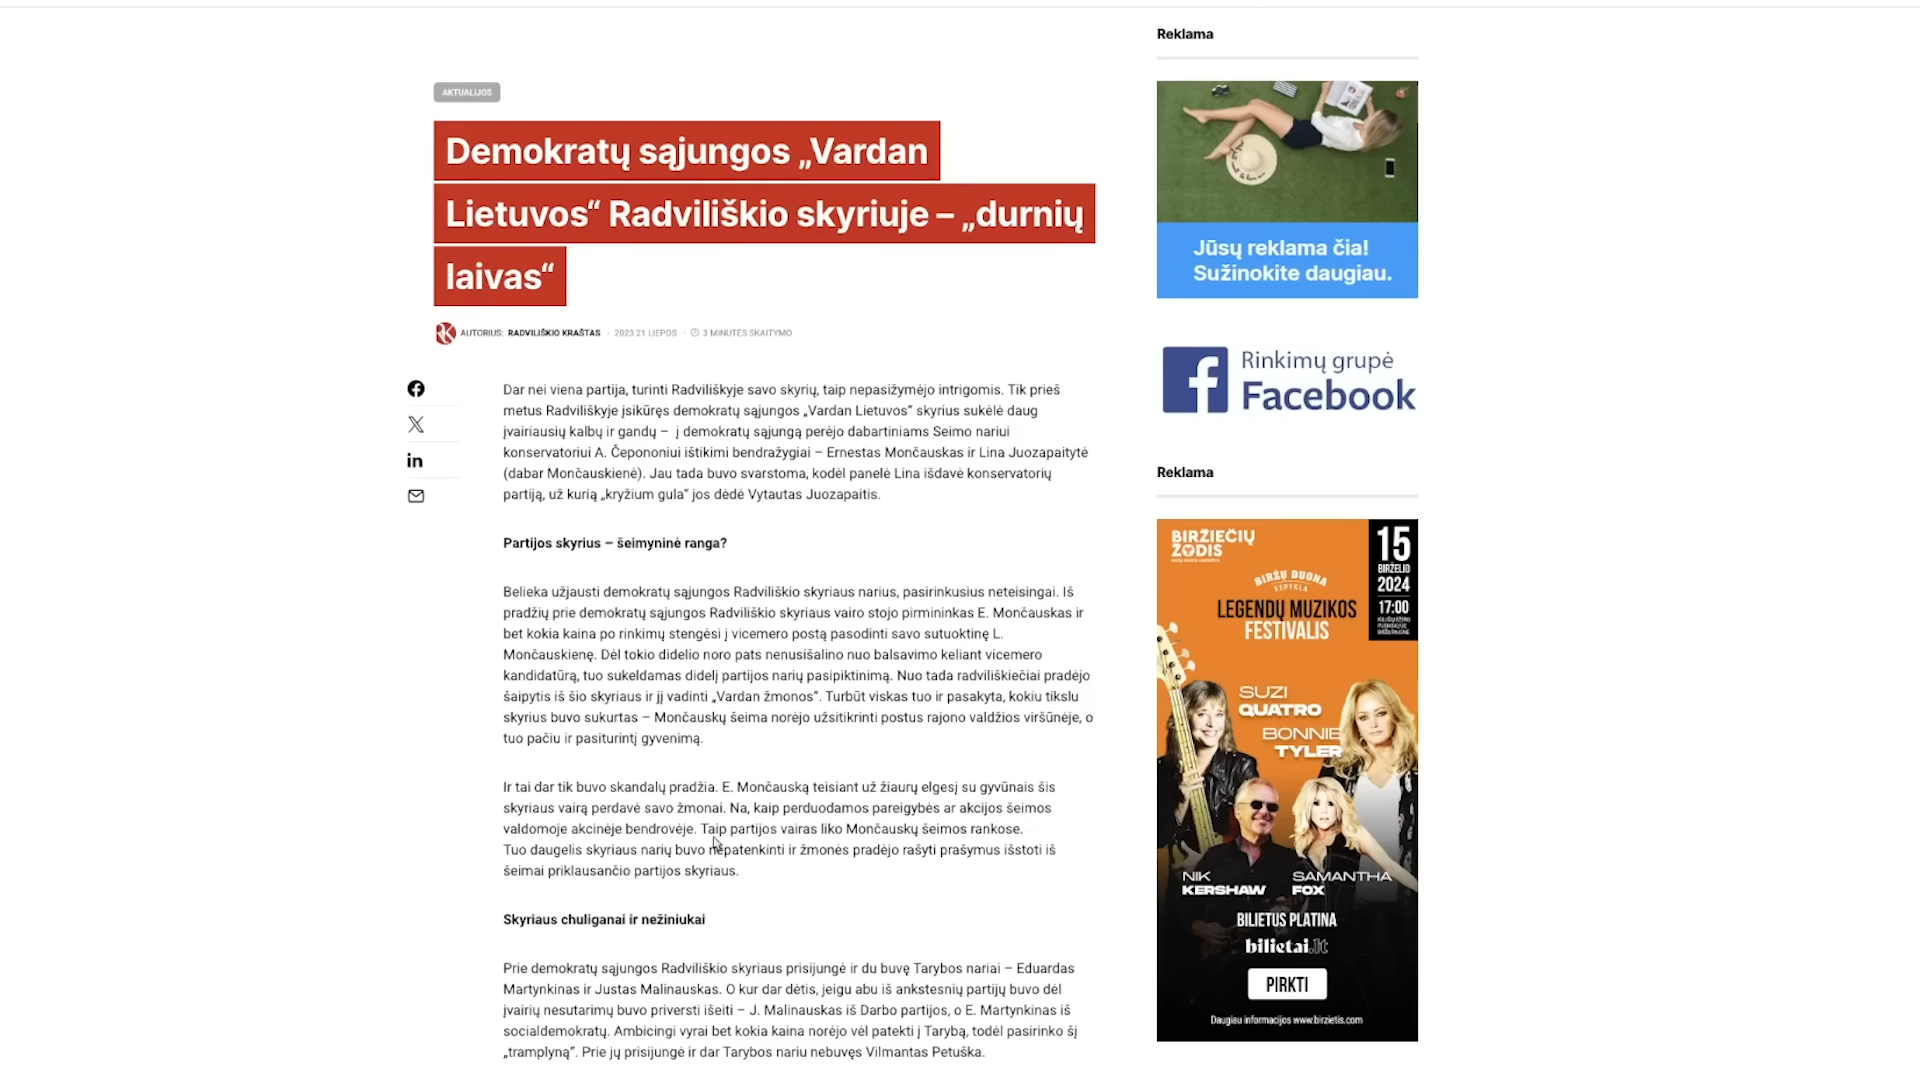 AKTUALIJOS
Demokratų sąjungos „Vardan
Lietuvos“ Radviliškio skyriuje – „durnių
laivas“
AUTORIUS: RADVILIŠKIO KRAŠTAS · 2023 21 LIEPOS · 3 MINUTĖS SKAITYMO
Dar nei viena partija, turinti Radviliškyje savo skyrių, taip nepasižymėjo intrigomis. Tik prieš
metus Radviliškyje įsikūręs demokratų sąjungos „Vardan Lietuvos“ skyrius sukėlė daug
įvairiausių kalbų ir gandų – į demokratų sąjungą perėjo dabartiniams Seimo nariui
konservatoriui A. Čepononiui ištikimi bendražygiai – Ernestas Mončauskas ir Lina Juozapaitytė
(dabar Mončauskienė). Jau tada buvo svarstoma, kodėl panelė Lina išdavė konservatorių
partiją, už kurią „kryžium gula“ jos dėdė Vytautas Juozapaitis.
Partijos skyrius – šeimyninė ranga?
Belieka užjausti demokratų sąjungos Radviliškio skyriaus narius, pasirinkusius neteisingai. Iš
pradžių prie demokratų sąjungos Radviliškio skyriaus vairo stojo pirmininkas E. Mončauskas ir
bet kokia kaina po rinkimų stengėsi į vicemero postą pasodinti savo sutuoktinę L.
Mončauskienę. Dėl tokio didelio noro pats nenusišalino nuo balsavimo keliant vicemero
kandidatūrą, tuo sukeldamas didelį partijos narių pasipiktinimą. Nuo tada radviliškiečiai pradėjo
šaipytis iš šio skyriaus ir jį vadinti „Vardan žmonos“. Turbūt viskas tuo ir pasakyta, kokiu tikslu
skyrius buvo sukurtas – Mončauskų šeima norėjo užsitikrinti postus rajono valdžios viršūnėje, o
tuo pačiu ir pasiturintį gyvenimą.
Ir tai dar tik buvo skandalų pradžia. E. Mončauską teisiant už žiaurų elgesį su gyvūnais šis
skyriaus vairą perdavė savo žmonai. Na, kaip perduodamos pareigybės ar akcijos šeimos
valdomoje akcinėje bendrovėje. Taip partijos vairas liko Mončauskų šeimos rankose.
Tuo daugelis skyriaus narių buvo nepatenkinti ir žmonės pradėjo rašyti prašymus išstoti iš
šeimai priklausančio partijos skyriaus.
Skyriaus chuliganai ir nežiniukai
Prie demokratų sąjungos Radviliškio skyriaus prisijungė ir du buvę Tarybos nariai – Eduardas
Martynkinas ir Justas Malinauskas. O kur dar dėtis, jeigu abu iš ankstesnių partijų buvo dėl
įvairių nesutarimų buvo priversti išeiti – J. Malinauskas iš Darbo partijos, o E. Martynkinas iš
socialdemokratų. Ambicingi vyrai bet kokia kaina norėjo vėl patekti į Tarybą, todėl pasirinko šį
„tramplyną“. Prie jų prisijungė ir dar Tarybos nariu nebuvęs Vilmantas Petuška.
Reklama
Jūsų reklama čia!
Sužinokite daugiau.
Rinkimų grupė
Facebook
Reklama
BIRŽIEČIŲ
ŽODIS
15
BIRŽELIO
2024
17:00
BIRŽŲ DUONA
KEPYKLA
LEGENDŲ MUZIKOS
FESTIVALIS
SUZI
QUATRO
BONNIE
TYLER
NIK
KERSHAW
SAMANTHA
FOX
BILIETUS PLATINA
bilietai.lt
PIRKTI
Daugiau informacijos www.birzietis.com